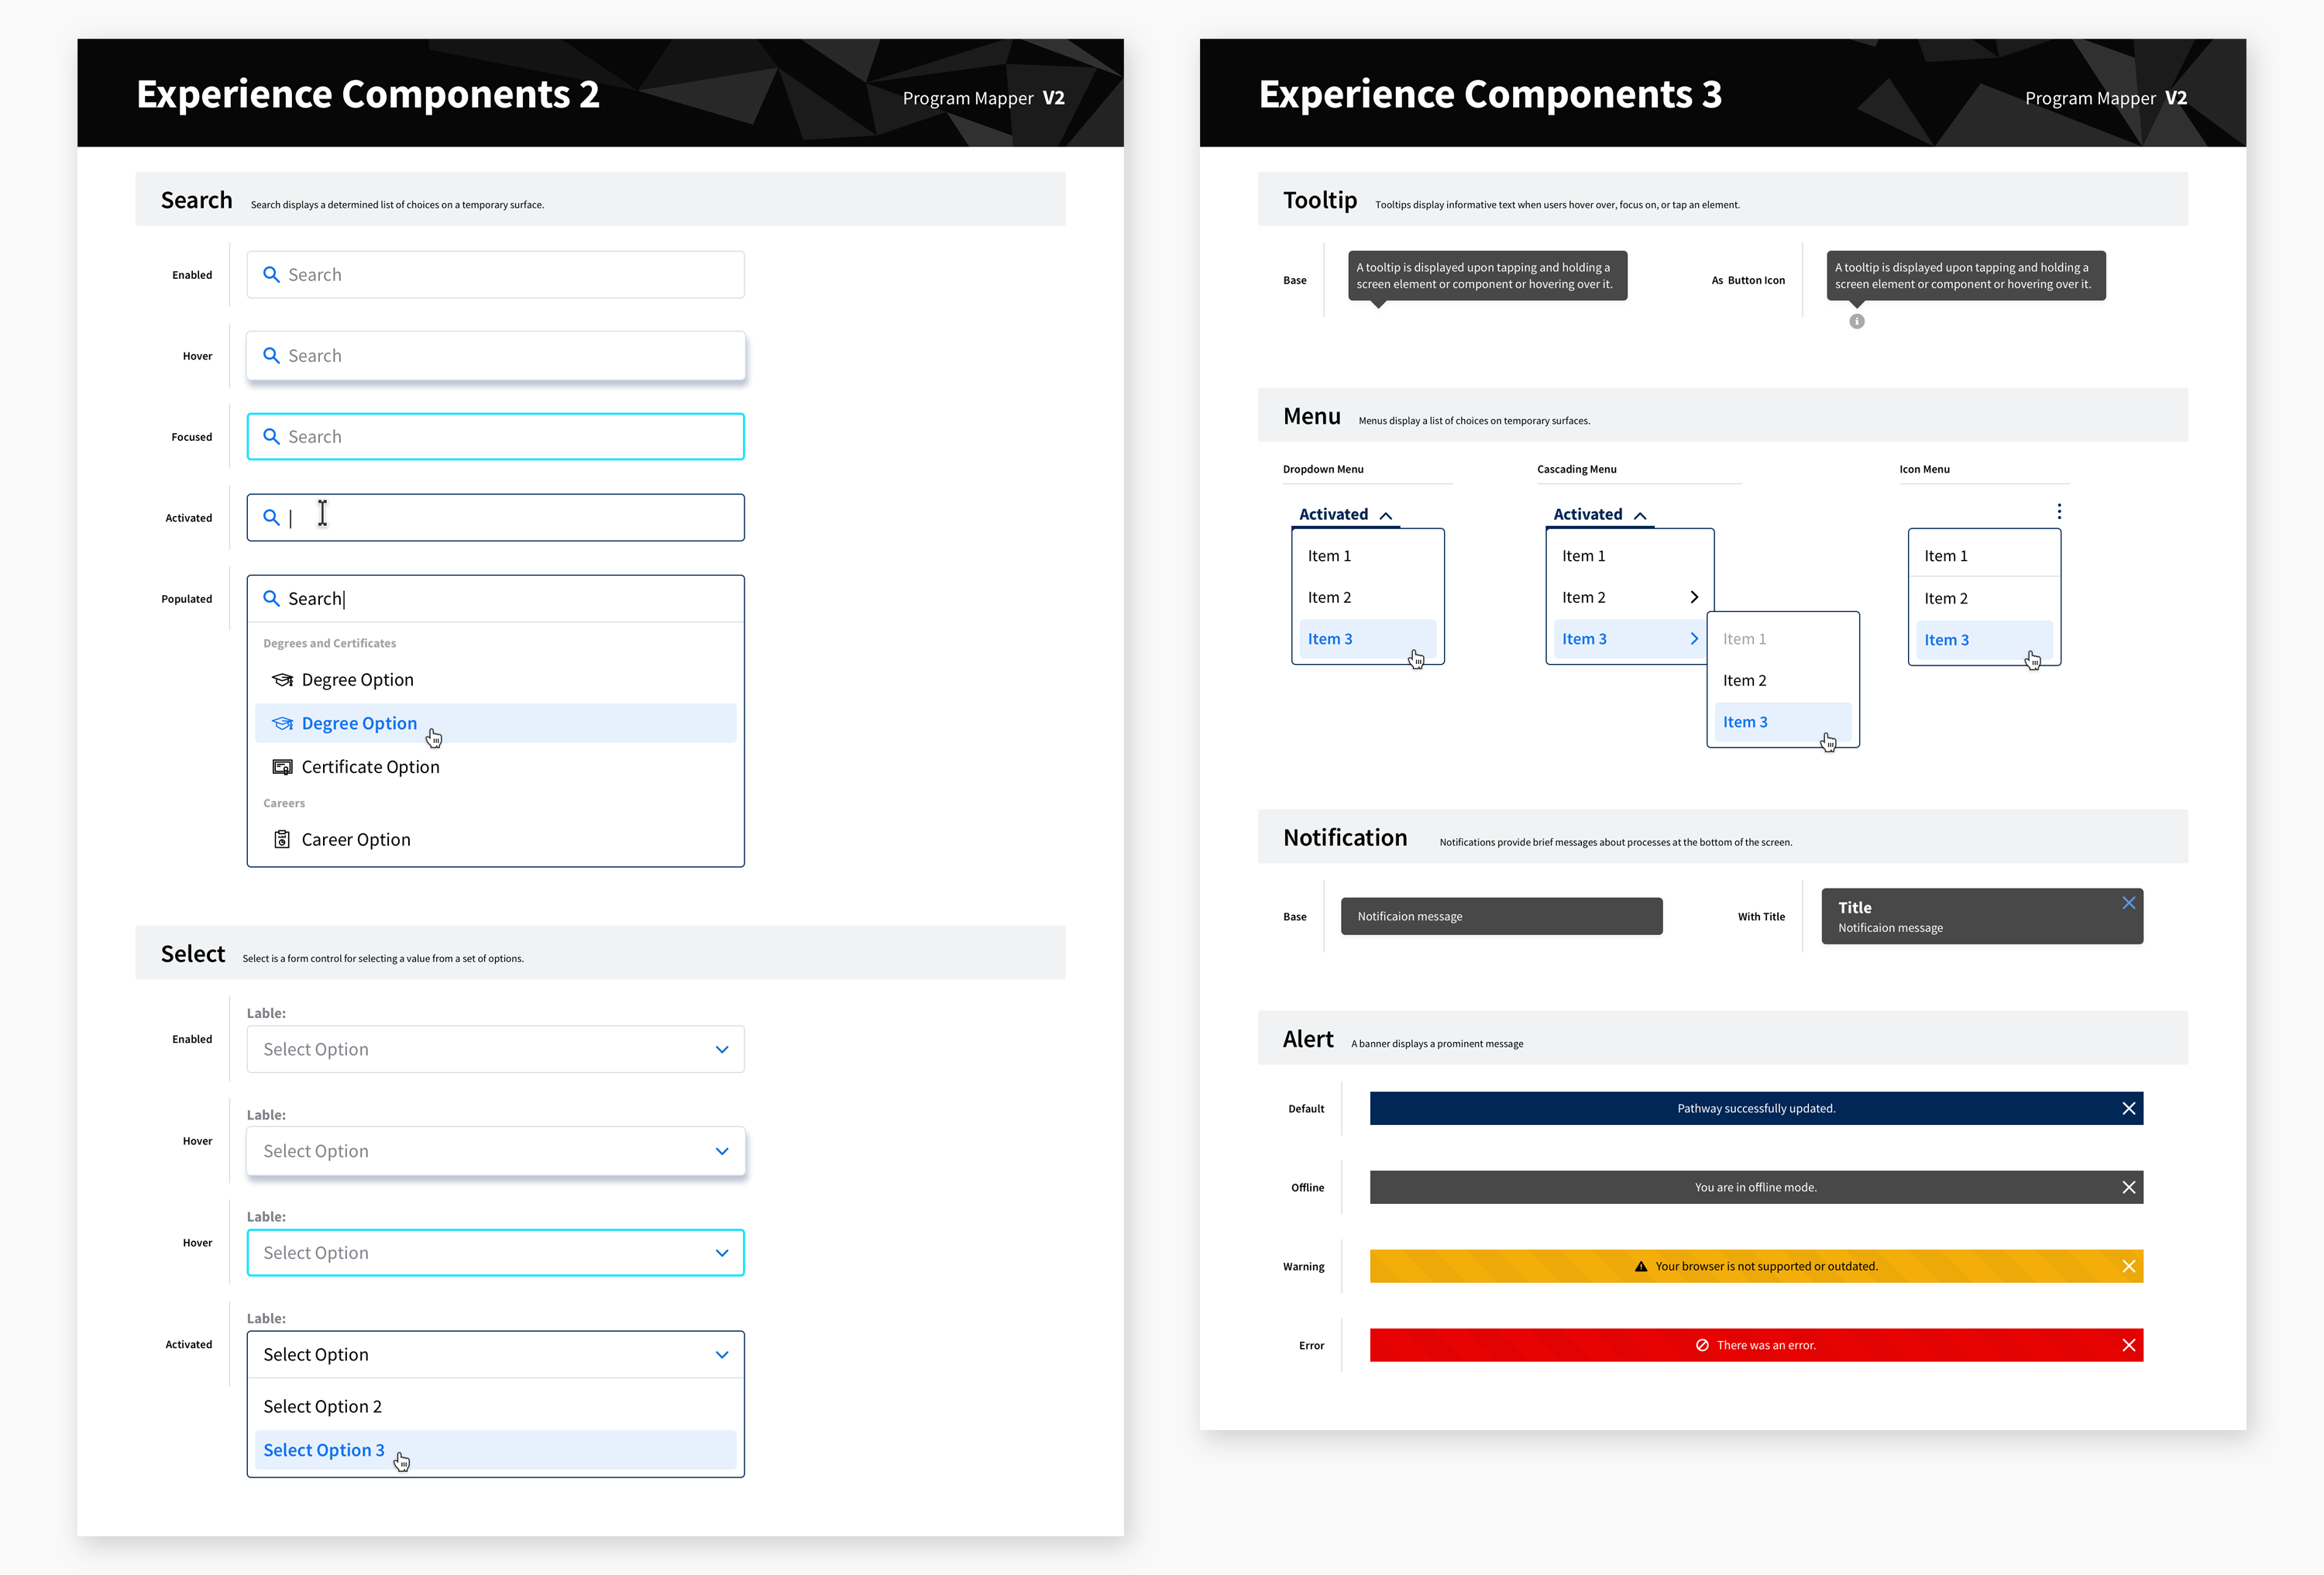 Experience Components 2
Program Mapper V2
Search Search displays a determined list of choices on a temporary surface.
Enabled
Search
Hover
Search
Focused
Search
Activated
Populated
Search
Degrees and Certificates
Degree Option
Degree Option
Certificate Option
Careers
Career Option
Select Select is a form control for selecting a value from a set of options.
Lable:
Enabled
Select Option
Lable:
Hover
Select Option
Lable:
Hover
Select Option
Lable:
Activated
Select Option
Select Option 2
Select Option 3
Experience Components 3
Program Mapper V2
Tooltip Tooltips display informative text when users hover over, focus on, or tap an element.
Base
A tooltip is displayed upon tapping and holding a
screen element or component or hovering over it.
As Button Icon
A tooltip is displayed upon tapping and holding a
screen element or component or hovering over it.
i
Menu Menus display a list of choices on temporary surfaces.
Dropdown Menu
Activated
Item 1
Item 2
Item 3
Cascading Menu
Activated
Item 1
Item 2
Item 3
Item 1
Item 2
Item 3
Icon Menu
Item 1
Item 2
Item 3
Notification Notifications provide brief messages about processes at the bottom of the screen.
Base
Notificaion message
With Title
Title
Notificaion message
Alert A banner displays a prominent message
Default
Pathway successfully updated.
Offline
You are in offline mode.
Warning
Your browser is not supported or outdated.
Error
There was an error.